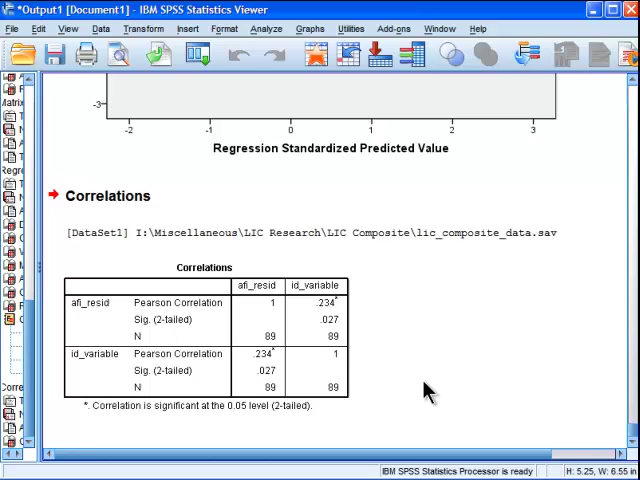 *Output1 [Document1] - IBM SPSS Statistics Viewer
File Edit View Data Transform Insert Format Analyze Graphs Utilities Add-ons Window Help
Matrix
Regre
Corre
-3
-2 -1 0 1 2 3
Regression Standardized Predicted Value
Correlations
[DataSet1] I:\Miscellaneous\LIC Research\LIC Composite\lic_composite_data.sav
Correlations
afi_resid id_variable
afi_resid Pearson Correlation 1 .234*
Sig. (2-tailed) .027
N 89 89
id_variable Pearson Correlation .234* 1
Sig. (2-tailed) .027
N 89 89
*. Correlation is significant at the 0.05 level (2-tailed).
IBM SPSS Statistics Processor is ready H: 5.25, W: 6.55 in